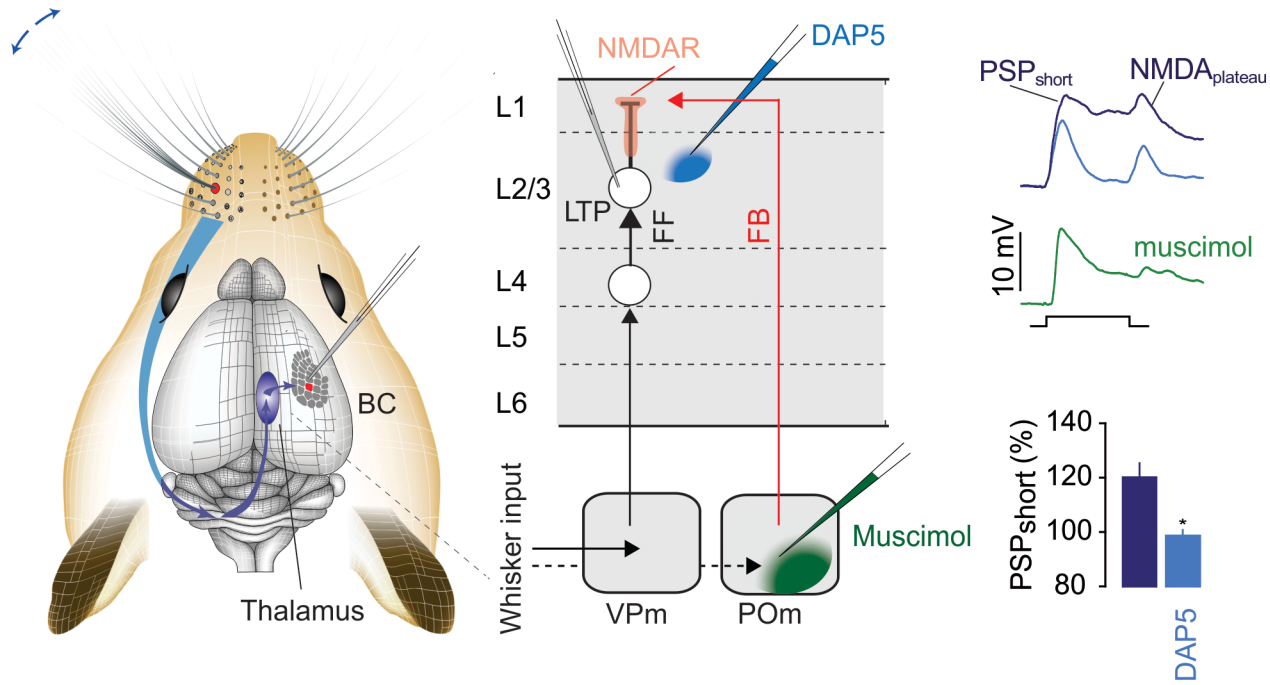 BC
Thalamus
NMDAR
DAP5
L1
L2/3
L4
L5
L6
LTP
FF
FB
Whisker input
VPm
POm
Muscimol
PSPshort
NMDAplateau
10 mV
muscimol
PSPshort (%)
140
120
100
80
*
DAP5